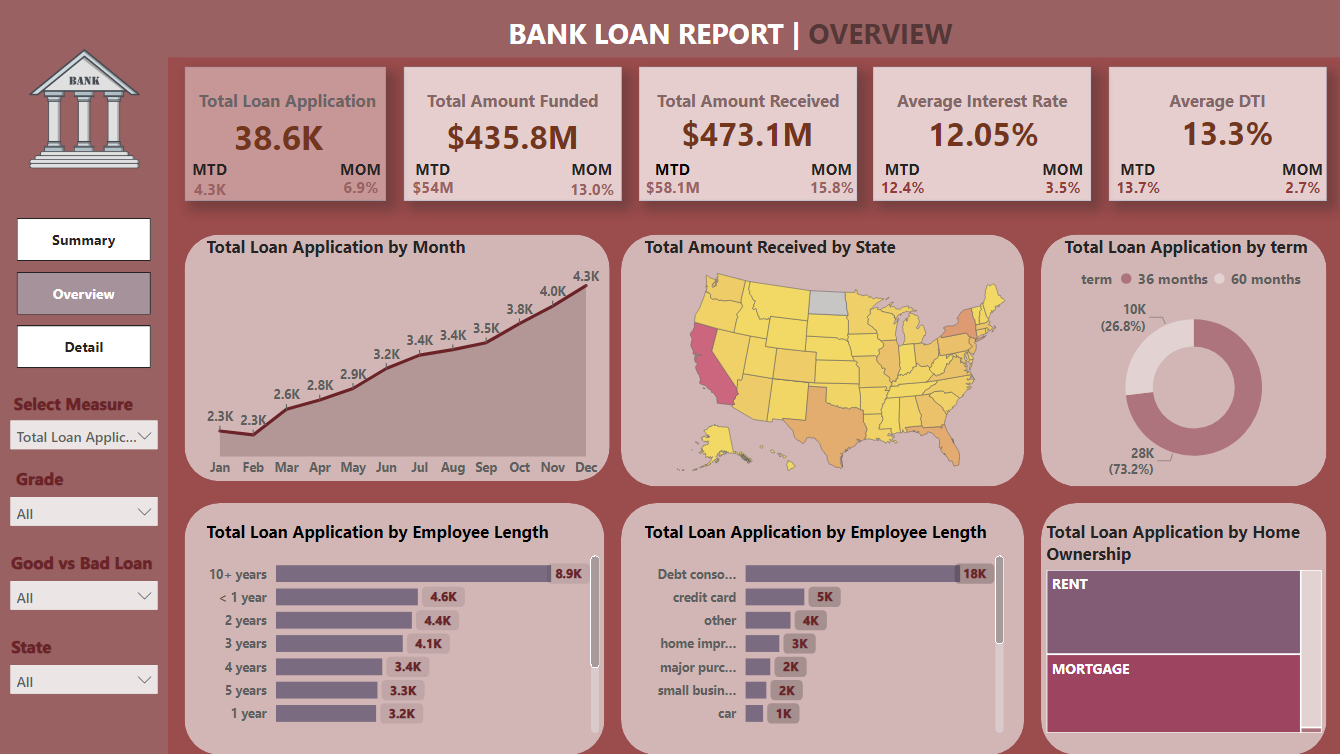 BANK LOAN REPORT | OVERVIEW
BANK
Total Loan Application
38.6K
MTD MOM
4.3K 6.9%
Total Amount Funded
$435.8M
MTD MOM
$54M 13.0%
Total Amount Received
$473.1M
MTD MOM
$58.1M 15.8%
Average Interest Rate
12.05%
MTD MOM
12.4% 3.5%
Average DTI
13.3%
MTD MOM
13.7% 2.7%
Summary
Overview
Detail
Select Measure
Total Loan Applic...
Grade
All
Good vs Bad Loan
All
State
All
Total Loan Application by Month
2.3K 2.3K 2.6K 2.8K 2.9K 3.2K 3.4K 3.4K 3.5K 3.8K 4.0K 4.3K
Jan Feb Mar Apr May Jun Jul Aug Sep Oct Nov Dec
Total Amount Received by State
Total Loan Application by term
term 36 months 60 months
10K
(26.8%)
28K
(73.2%)
Total Loan Application by Employee Length
10+ years 8.9K
< 1 year 4.6K
2 years 4.4K
3 years 4.1K
4 years 3.4K
5 years 3.3K
1 year 3.2K
Total Loan Application by Employee Length
Debt conso... 18K
credit card 5K
other 4K
home impr... 3K
major purc... 2K
small busin... 2K
car 1K
Total Loan Application by Home
Ownership
RENT
MORTGAGE